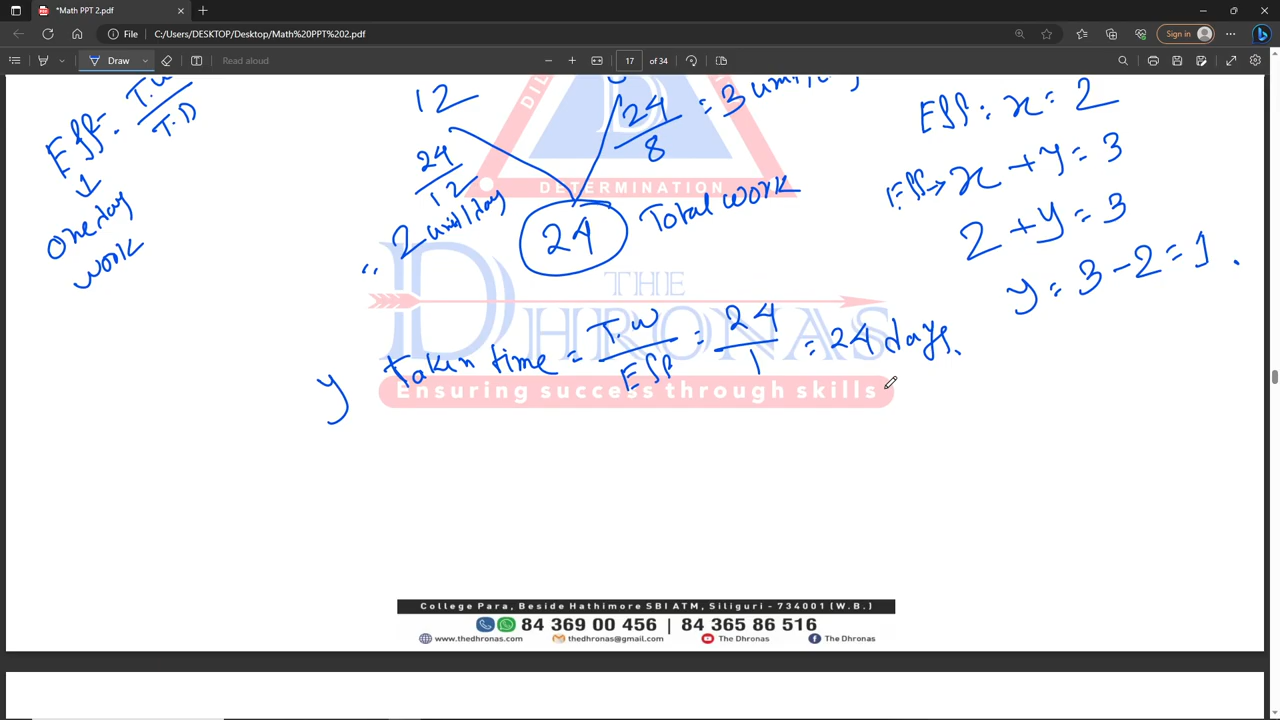 *Math PPT 2.pdf
File
C:/Users/DESKTOP/Desktop/Math%20PPT%202.pdf
Sign in
Draw
Read aloud
17 of 34
Eff = T.W / T.D
One day
work
12
24/12
2 unit/day
24/8 = 3 unit/
24 Total work
Eff: x = 2
Eff→ x + y = 3
2 + y = 3
y = 3 - 2 = 1.
DETERMINATION
THE
DHRONAS
Ensuring success through skills
y taken time = T.W / Eff = 24/1 = 24 days.
College Para, Beside Hathimore SBI ATM, Siliguri - 734001 (W.B.)
84 369 00 456 | 84 365 86 516
www.thedhronas.com thedhronas@gmail.com The Dhronas The Dhronas